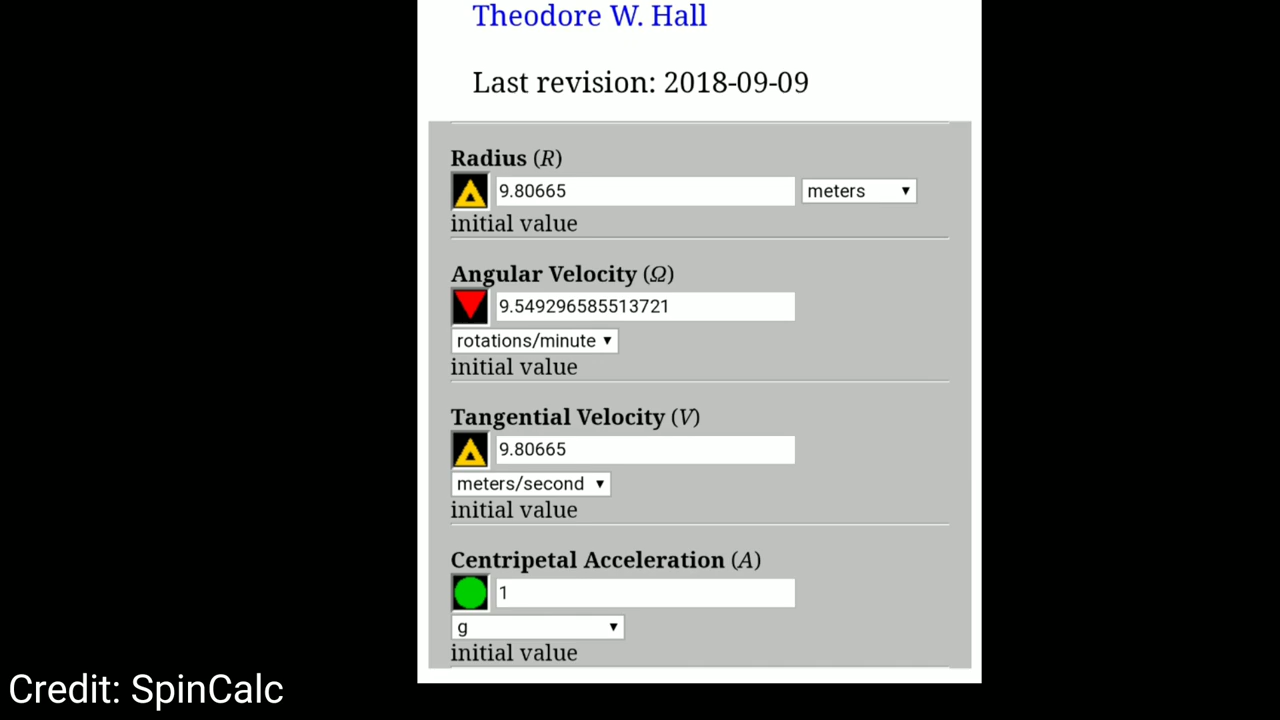 Theodore W. Hall
Last revision: 2018-09-09
Radius (R)
9.80665 meters
initial value
Angular Velocity (Ω)
9.549296585513721
rotations/minute
initial value
Tangential Velocity (V)
9.80665
meters/second
initial value
Centripetal Acceleration (A)
1
g
initial value
Credit: SpinCalc